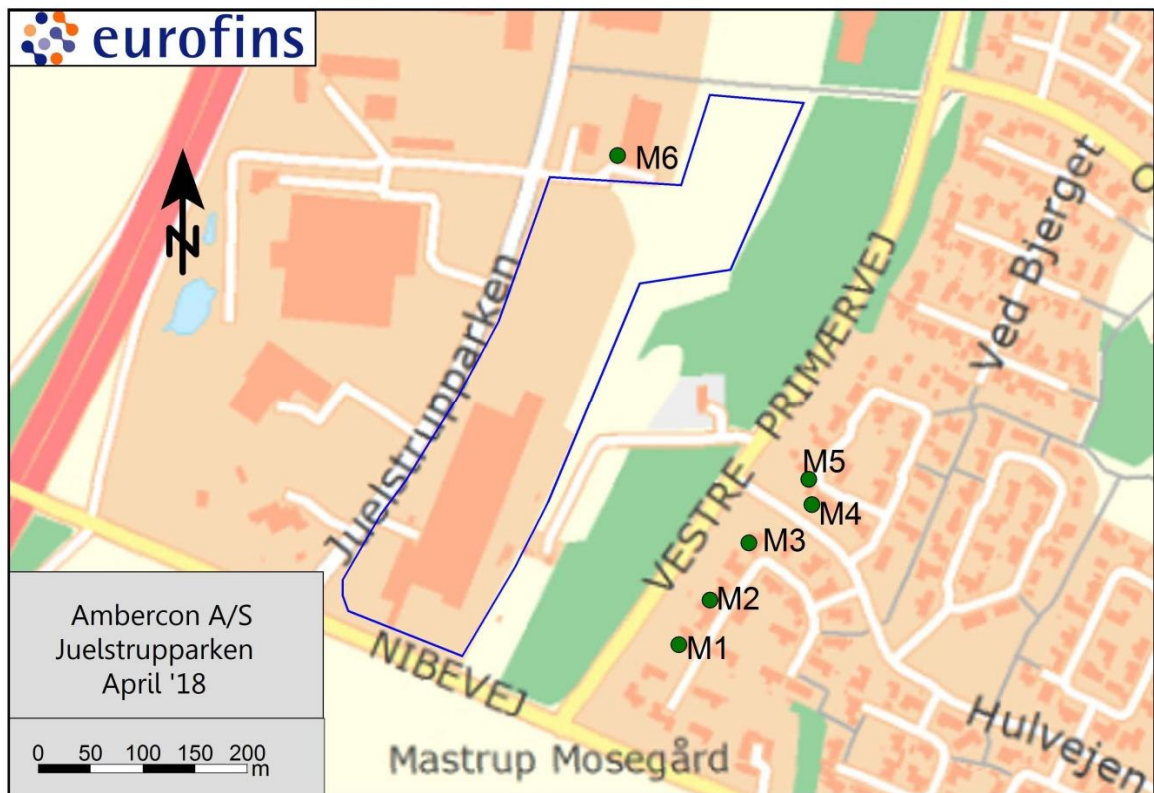 eurofins
M6
N
Juelstrupparken
VESTRE PRIMÆRVEJ
Ved Bjerget
O
M5
M4
M3
M2
M1
NIBEVEJ
Hulvejen
Mastrup Mosegård
Ambercon A/S
Juelstrupparken
April '18
0 50 100 150 200
m